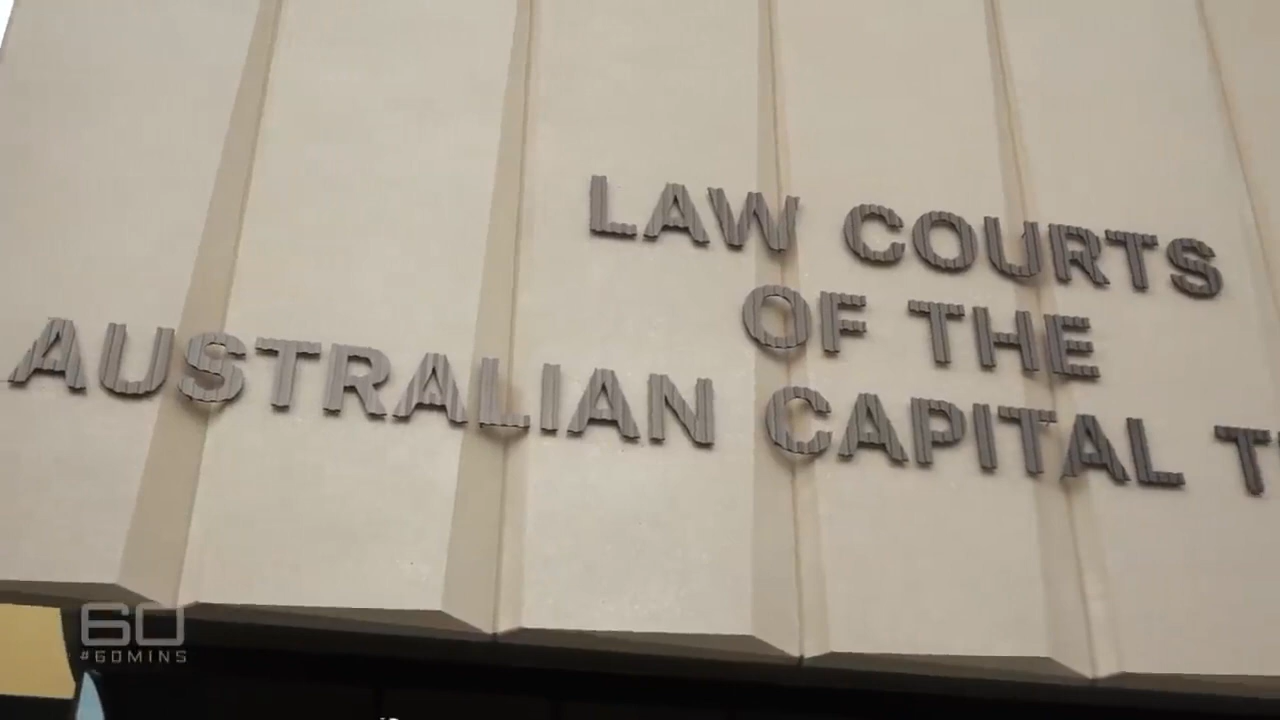 LAW COURTS
OF THE
AUSTRALIAN CAPITAL
60
#60MINS